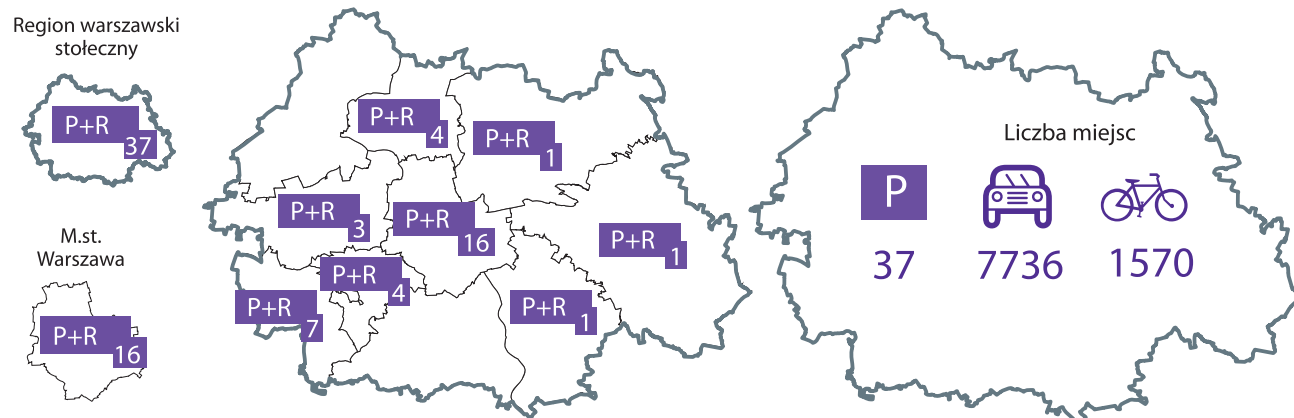 Region warszawski
stołeczny
P+R
37
M.st.
Warszawa
P+R
16
P+R
4
P+R
1
P+R
3
P+R
16
P+R
1
P+R
4
P+R
7
P+R
1
Liczba miejsc
P
37
7736
1570